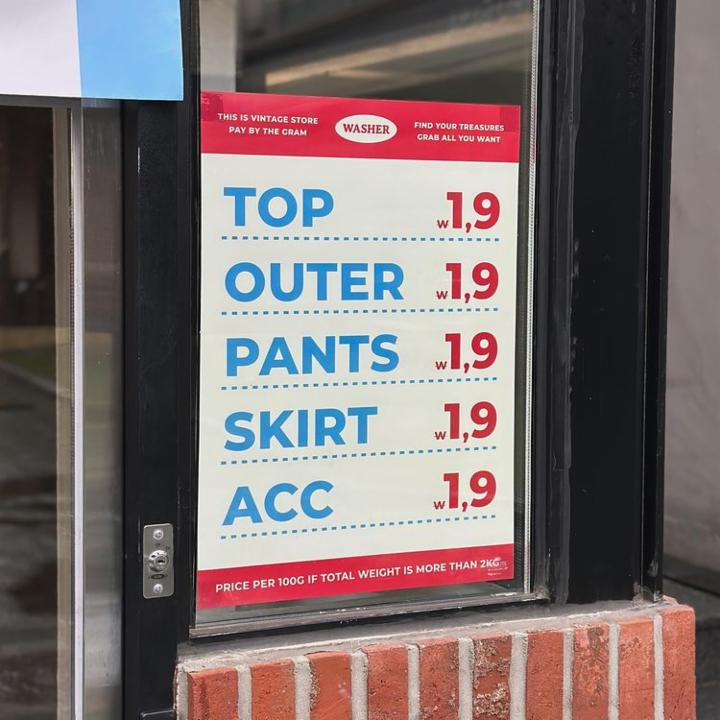 THIS IS VINTAGE STORE
PAY BY THE GRAM
WASHER
FIND YOUR TREASURES
GRAB ALL YOU WANT
TOP ₩1,9
OUTER ₩1,9
PANTS ₩1,9
SKIRT ₩1,9
ACC ₩1,9
PRICE PER 100G IF TOTAL WEIGHT IS MORE THAN 2KG